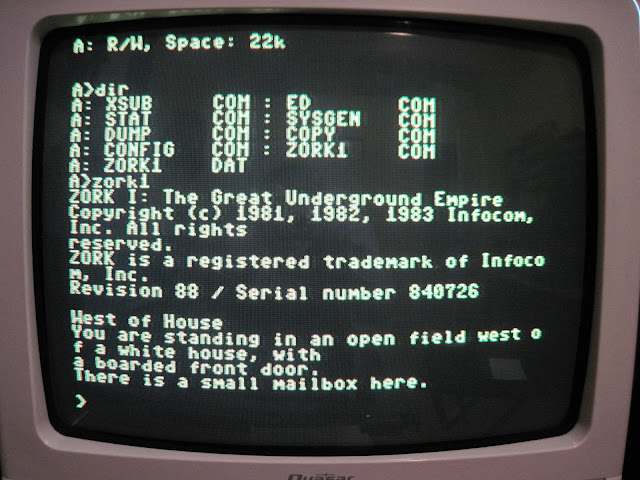 A: R/W, Space: 22k
A>dir
A: XSUB COM : ED COM
A: STAT COM : SYSGEN COM
A: DUMP COM : COPY COM
A: CONFIG COM : ZORK1 COM
A: ZORK1 DAT
A>zork1
ZORK I: The Great Underground Empire
Copyright (c) 1981, 1982, 1983 Infocom,
Inc. All rights
reserved.
ZORK is a registered trademark of Infoco
m, Inc.
Revision 88 / Serial number 840726
West of House
You are standing in an open field west o
f a white house, with
a boarded front door.
There is a small mailbox here.
>
Quasar